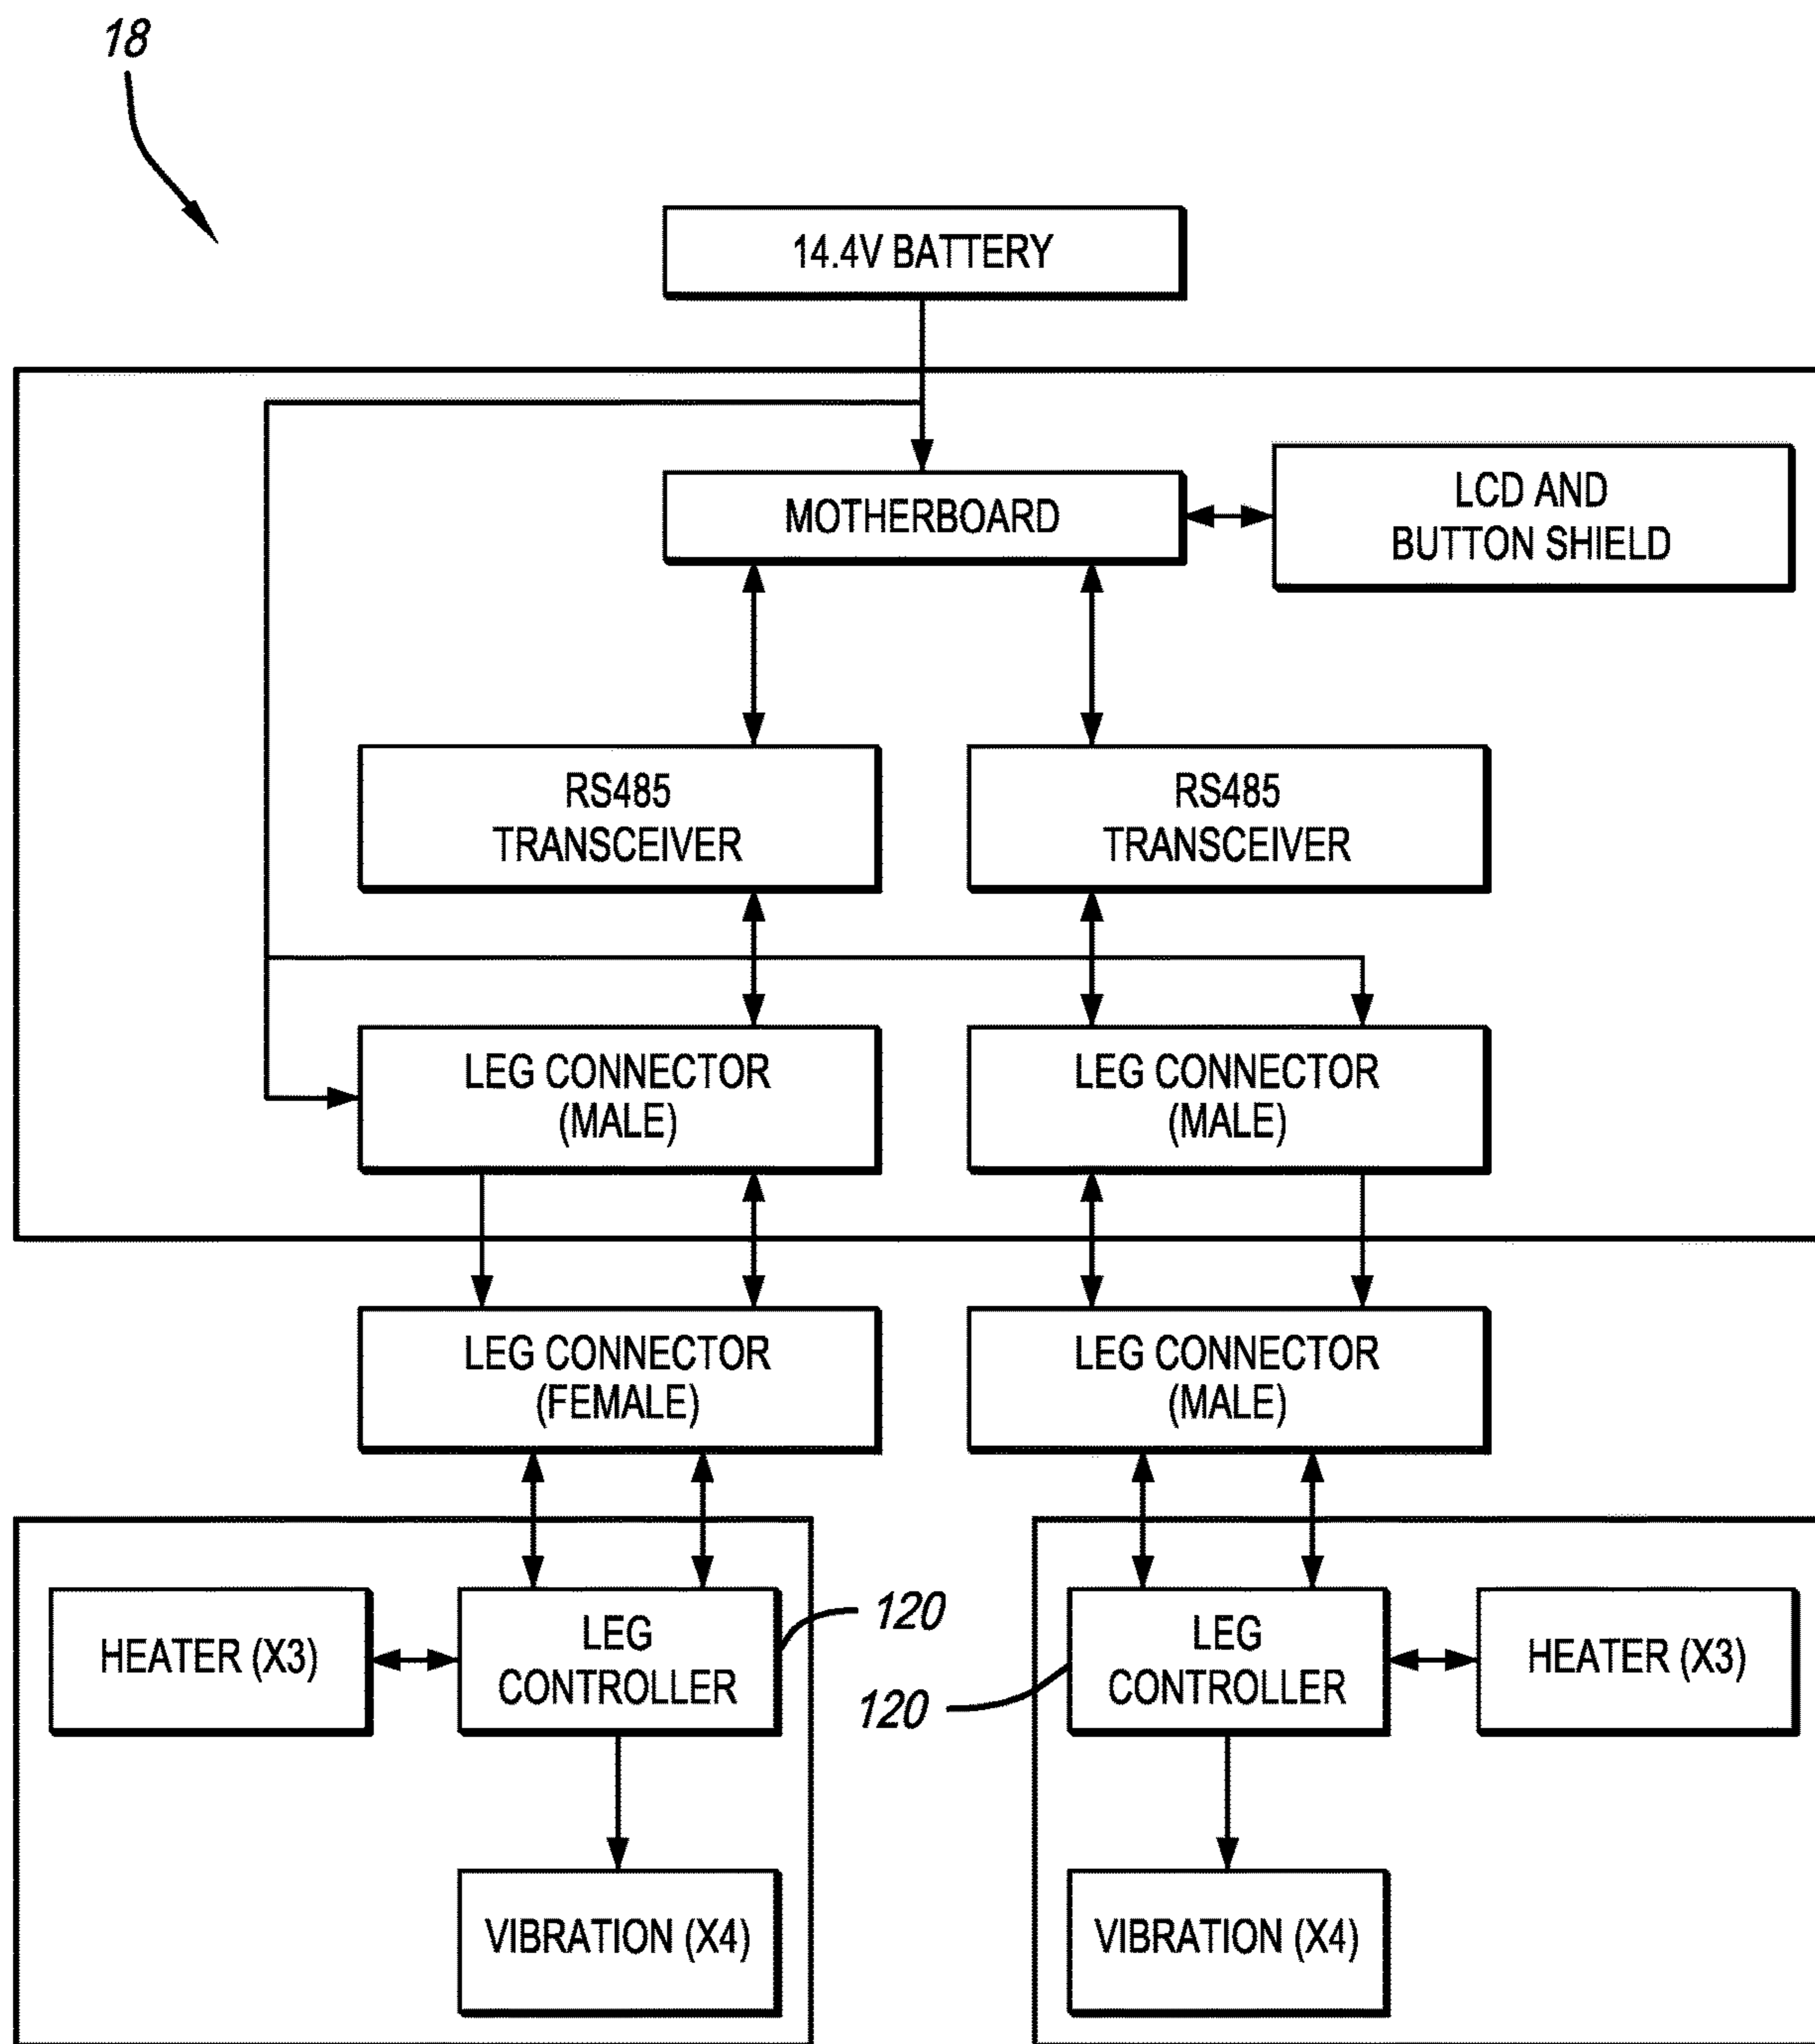 18
14.4V BATTERY
MOTHERBOARD
LCD AND
BUTTON SHIELD
RS485
TRANSCEIVER
RS485
TRANSCEIVER
LEG CONNECTOR
(MALE)
LEG CONNECTOR
(MALE)
LEG CONNECTOR
(FEMALE)
LEG CONNECTOR
(MALE)
HEATER (X3)
LEG
CONTROLLER
120
120
LEG
CONTROLLER
HEATER (X3)
VIBRATION (X4)
VIBRATION (X4)